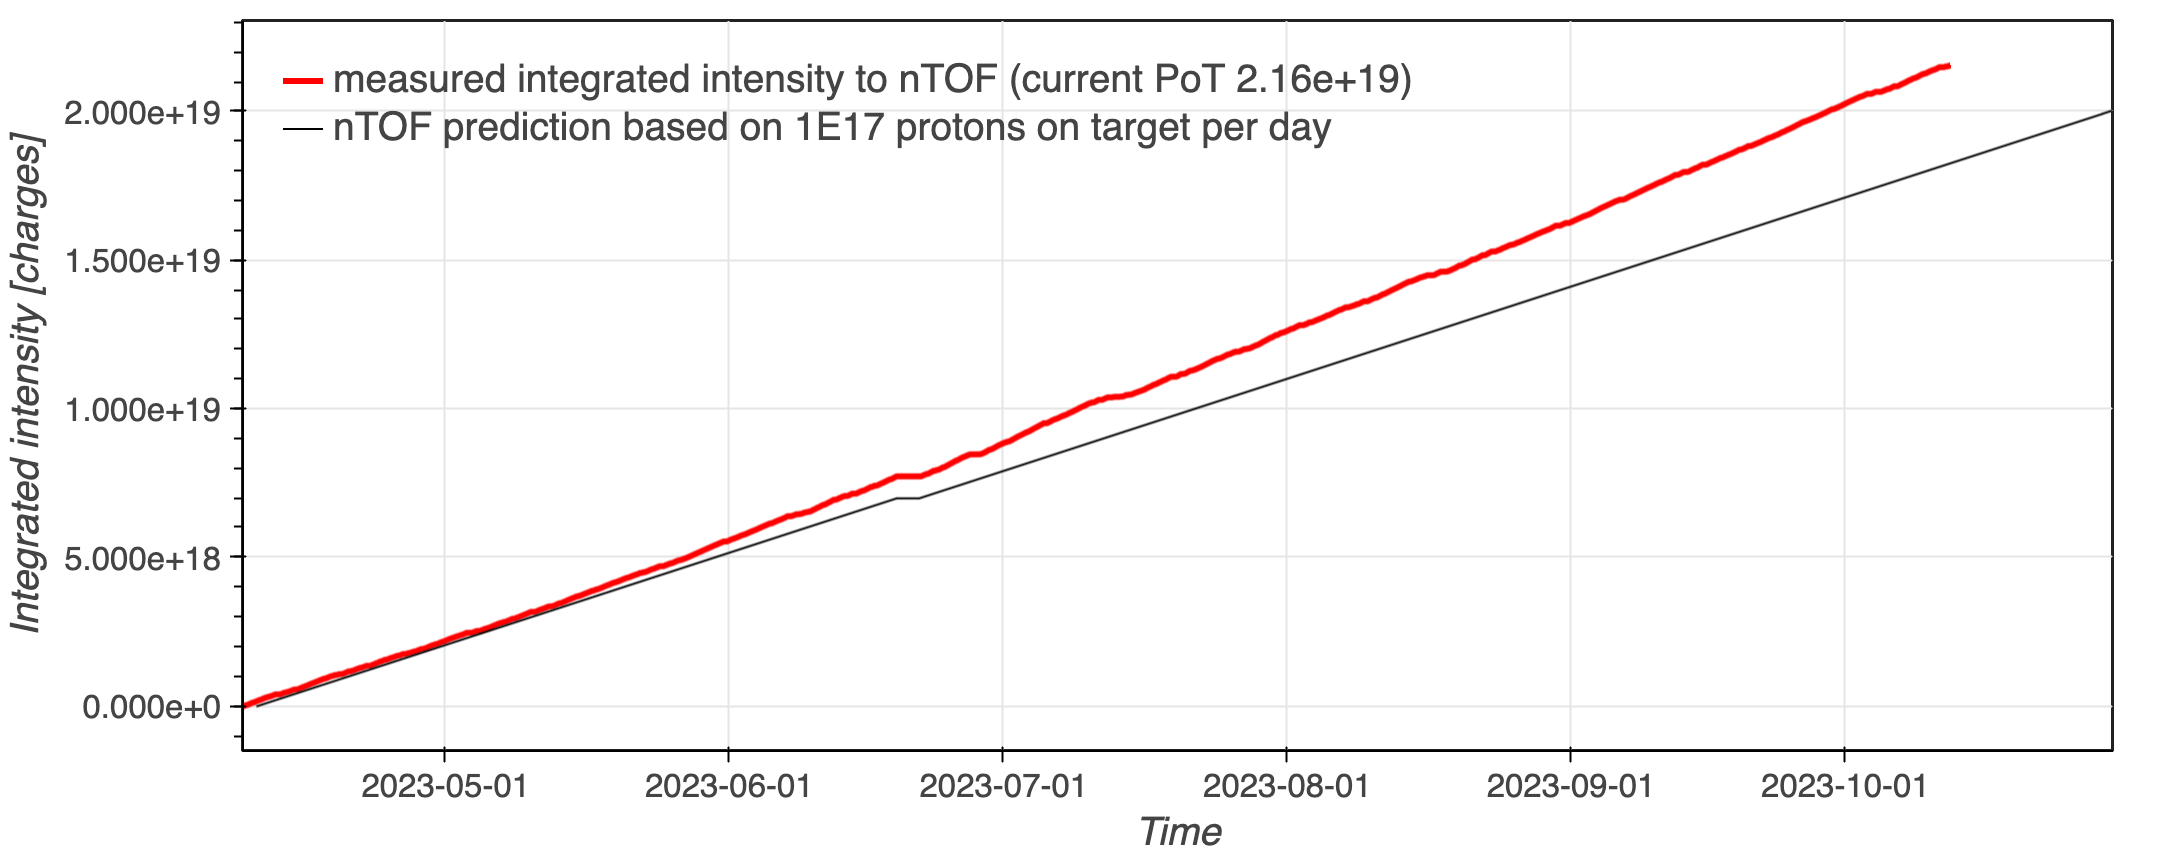 measured integrated intensity to nTOF (current PoT 2.16e+19)
nTOF prediction based on 1E17 protons on target per day
Integrated intensity [charges]
2.000e+19
1.500e+19
1.000e+19
5.000e+18
0.000e+0
2023-05-01 2023-06-01 2023-07-01 2023-08-01 2023-09-01 2023-10-01
Time